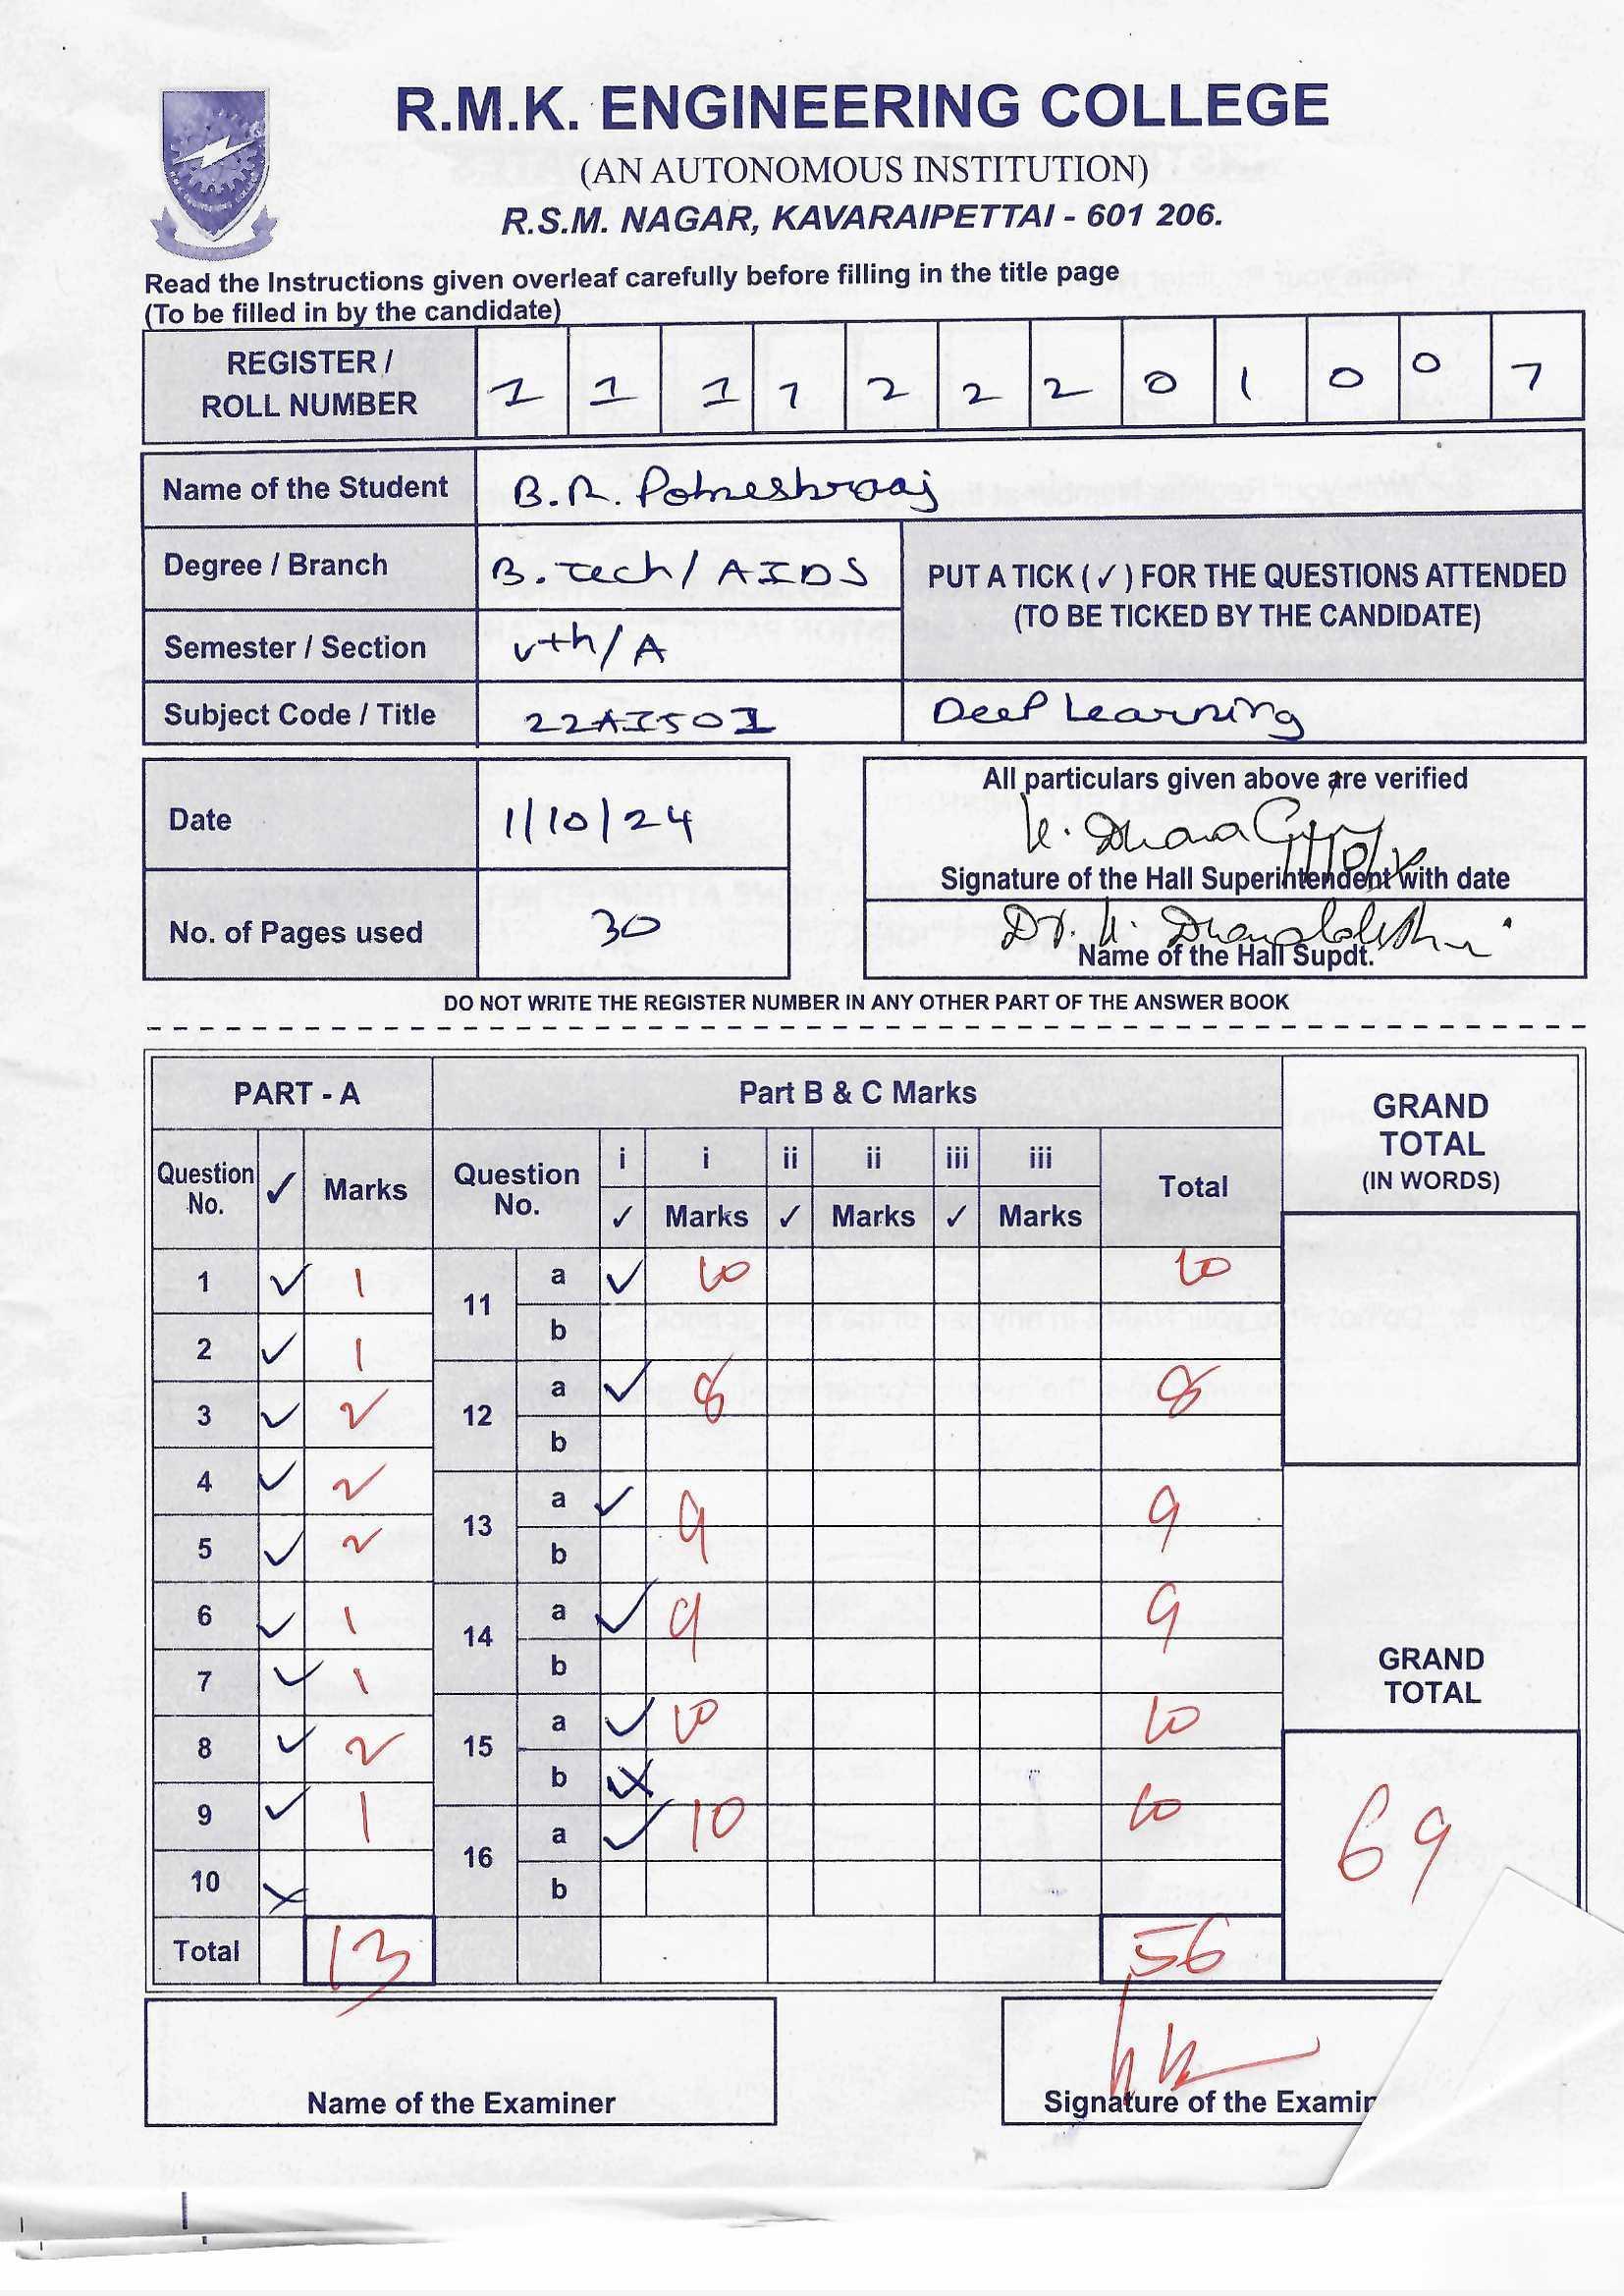 R.M.K. ENGINEERING COLLEGE
(AN AUTONOMOUS INSTITUTION)
R.S.M. NAGAR, KAVARAIPETTAI - 601 206.
Read the Instructions given overleaf carefully before filling in the title page
(To be filled in by the candidate)
REGISTER / ROLL NUMBER 1 1 1 7 2 2 2 0 1 0 0 7
Name of the Student B.R.
Degree / Branch B.Tech / AIDS
PUT A TICK (✓) FOR THE QUESTIONS ATTENDED
(TO BE TICKED BY THE CANDIDATE)
Semester / Section Vth/A
Subject Code / Title 22AI501 Deep Learning
Date 1/10/24
All particulars given above are verified
Signature of the Hall Superintendent with date
No. of Pages used 30
Name of the Hall Supdt.
DO NOT WRITE THE REGISTER NUMBER IN ANY OTHER PART OF THE ANSWER BOOK
PART - A
Part B & C Marks
GRAND TOTAL (IN WORDS)
Question No. ✓ Marks
Question No. i i ii ii iii iii Total
✓ Marks ✓ Marks ✓ Marks
1 ✓ 1 11 a ✓ 10 10
b
2 ✓ 1
12 a ✓ 8 8
3 ✓ 2
b
4 ✓ 2
13 a ✓ 9 9
5 ✓ 2
b
6 ✓ 1
14 a ✓ 9 9
7 ✓ 1
b
GRAND TOTAL
8 ✓ 2
15 a ✓ 10 10
b
9 ✓ 1
16 a ✓ 10 10
69
10 ✗
b
Total 13 56
Name of the Examiner
Signature of the Examin